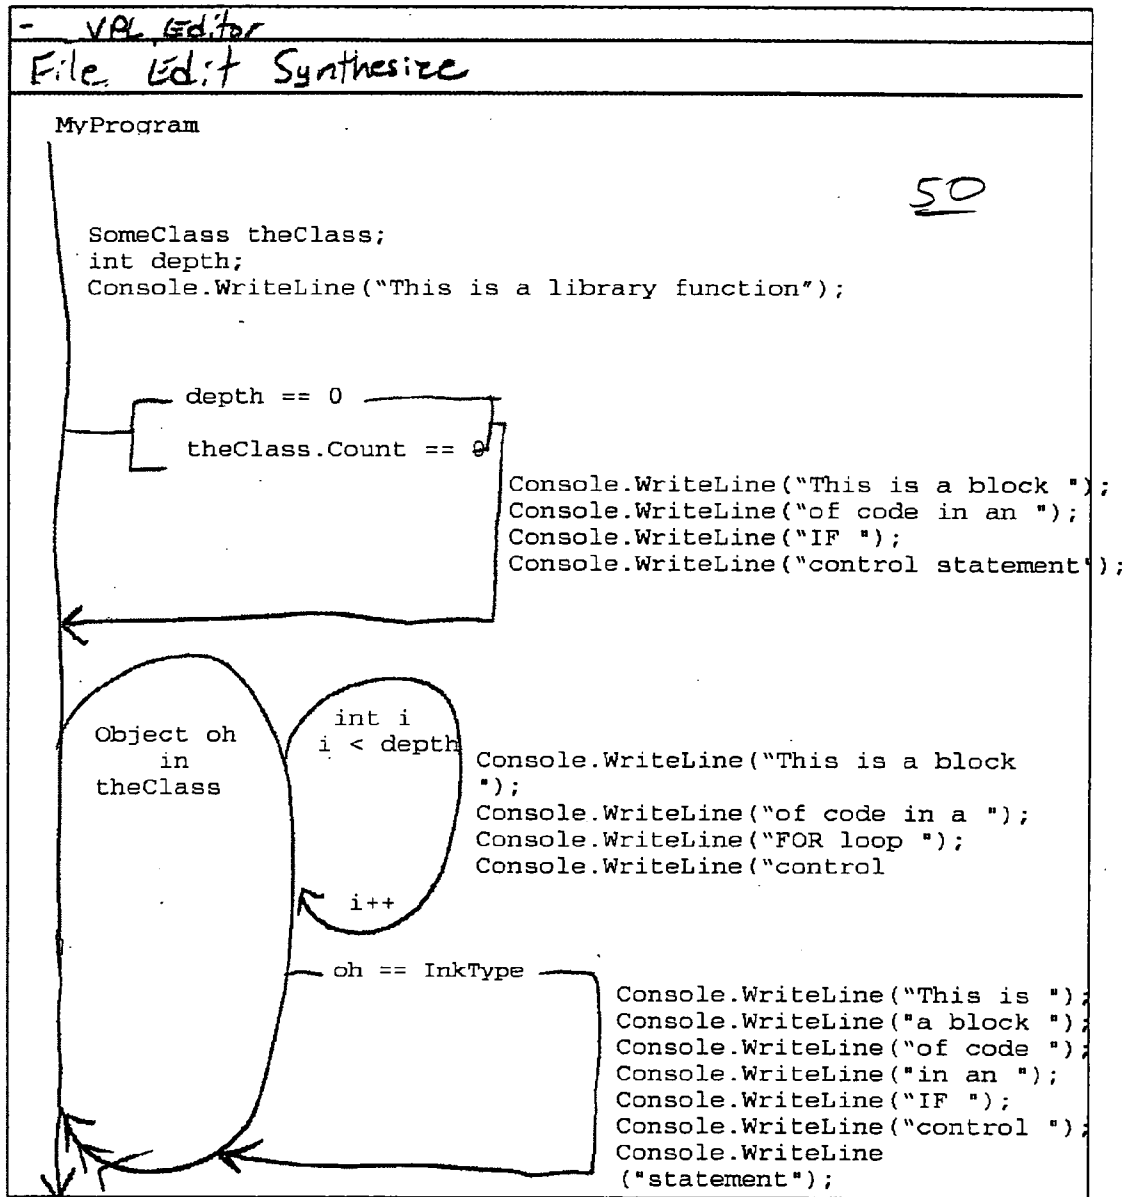 - VPL Editor
File Edit Synthesize
MyProgram
50
SomeClass theClass;
int depth;
Console.WriteLine("This is a library function");
depth == 0
theClass.Count == 0
Console.WriteLine("This is a block ");
Console.WriteLine("of code in an ");
Console.WriteLine("IF ");
Console.WriteLine("control statement");
Object oh
in
theClass
int i
i < depth
Console.WriteLine("This is a block
");
Console.WriteLine("of code in a ");
Console.WriteLine("FOR loop ");
Console.WriteLine("control
i++
oh == InkType
Console.WriteLine("This is ");
Console.WriteLine("a block ");
Console.WriteLine("of code ");
Console.WriteLine("in an ");
Console.WriteLine("IF ");
Console.WriteLine("control ");
Console.WriteLine
("statement");